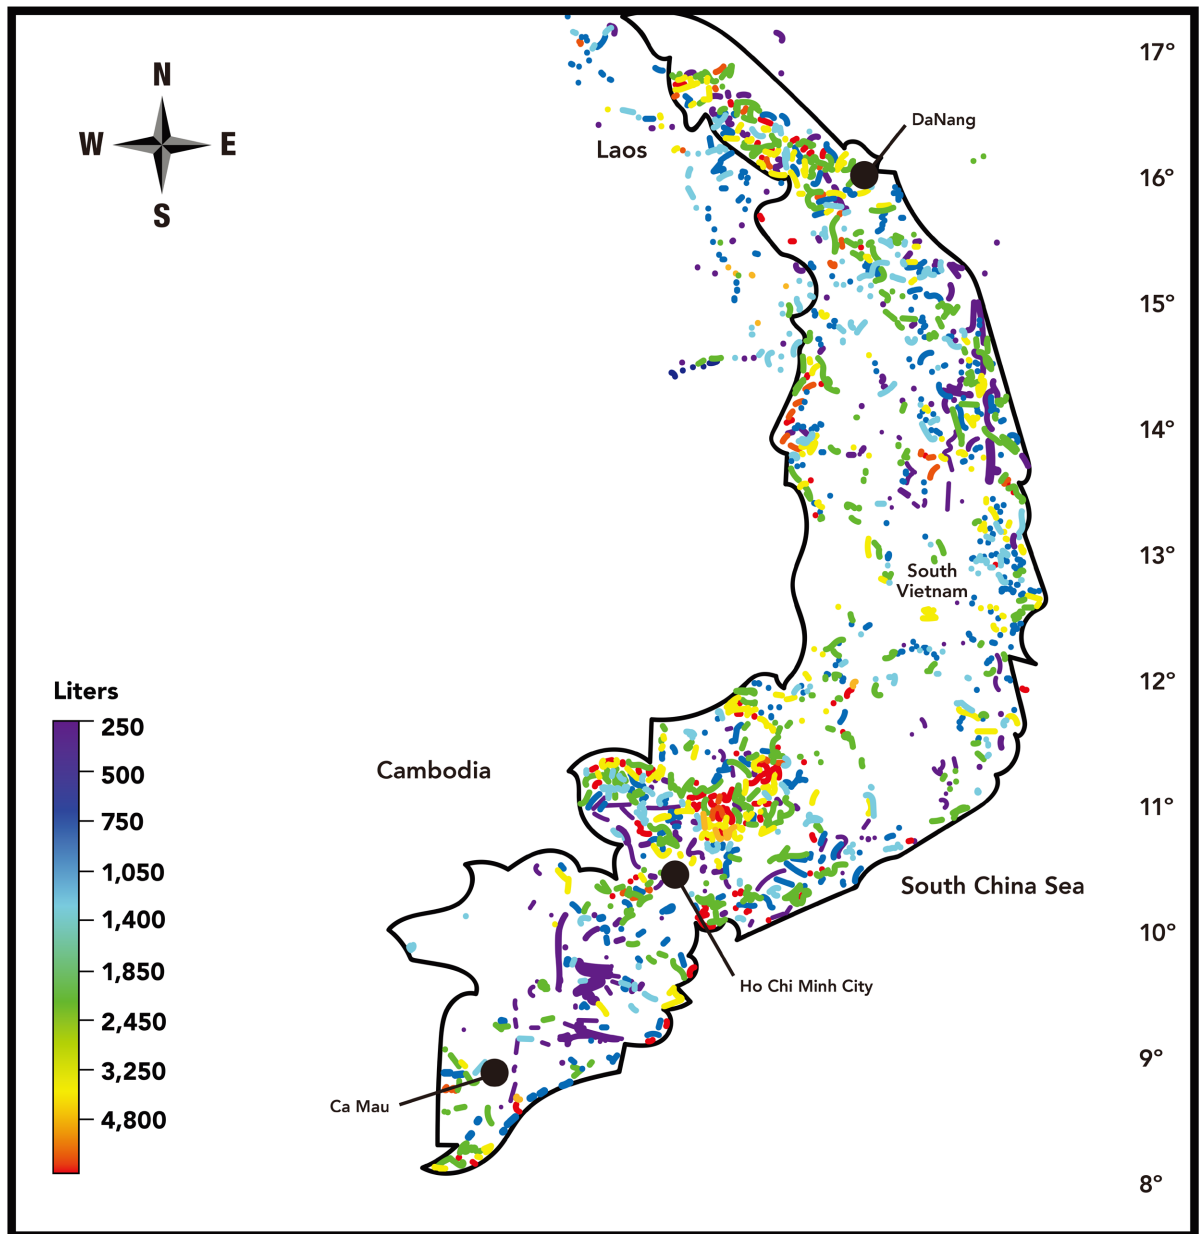 17°
N
DaNang
W
E
Laos
16°
S
15°
14°
13°
South
Vietnam
12°
Liters
250
Cambodia
500
11°
750
1,050
South China Sea
1,400
10°
1,850
Ho Chi Minh City
2,450
9°
3,250
Ca Mau
4,800
8°